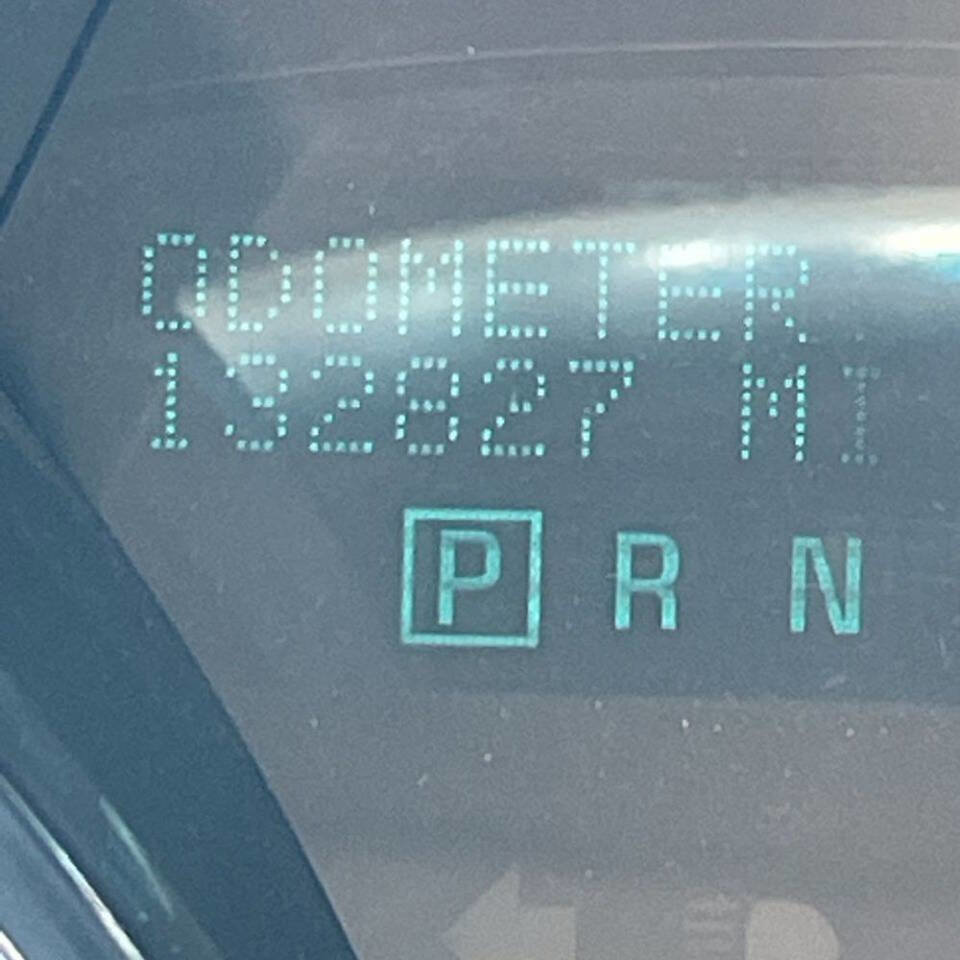 ODOMETER
132827 MI
P R N